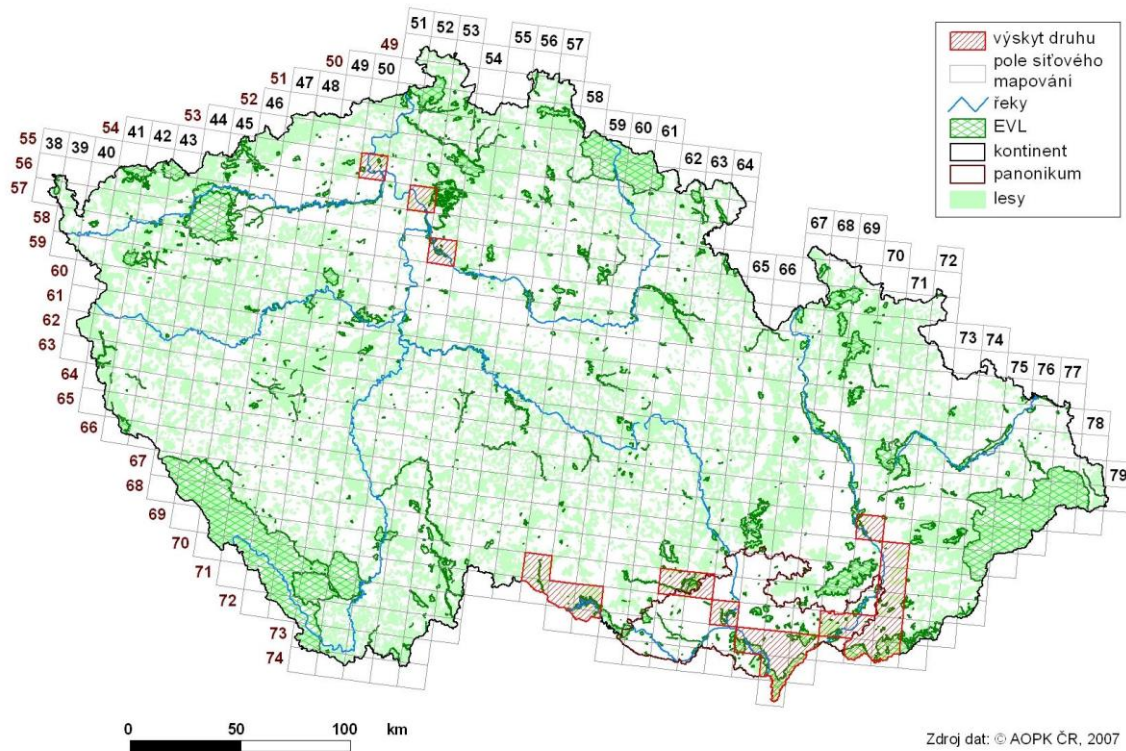 51 52 53
55 56 57
49
54
50 49 50
51 47 48
58
52 46
59 60 61
výskyt druhu
pole síťového
mapování
řeky
EVL
kontinent
panonikum
lesy
53 44 45
54 41 42 43
55 38 39 40
56
57
62 63 64
58
59
67 68 69
60
65 66
70
71
72
61
62
73 74
63
75 76 77
64
65
78
66
79
67
68
69
70
71
72
73
74
0 50 100 km
Zdroj dat: © AOPK ČR, 2007